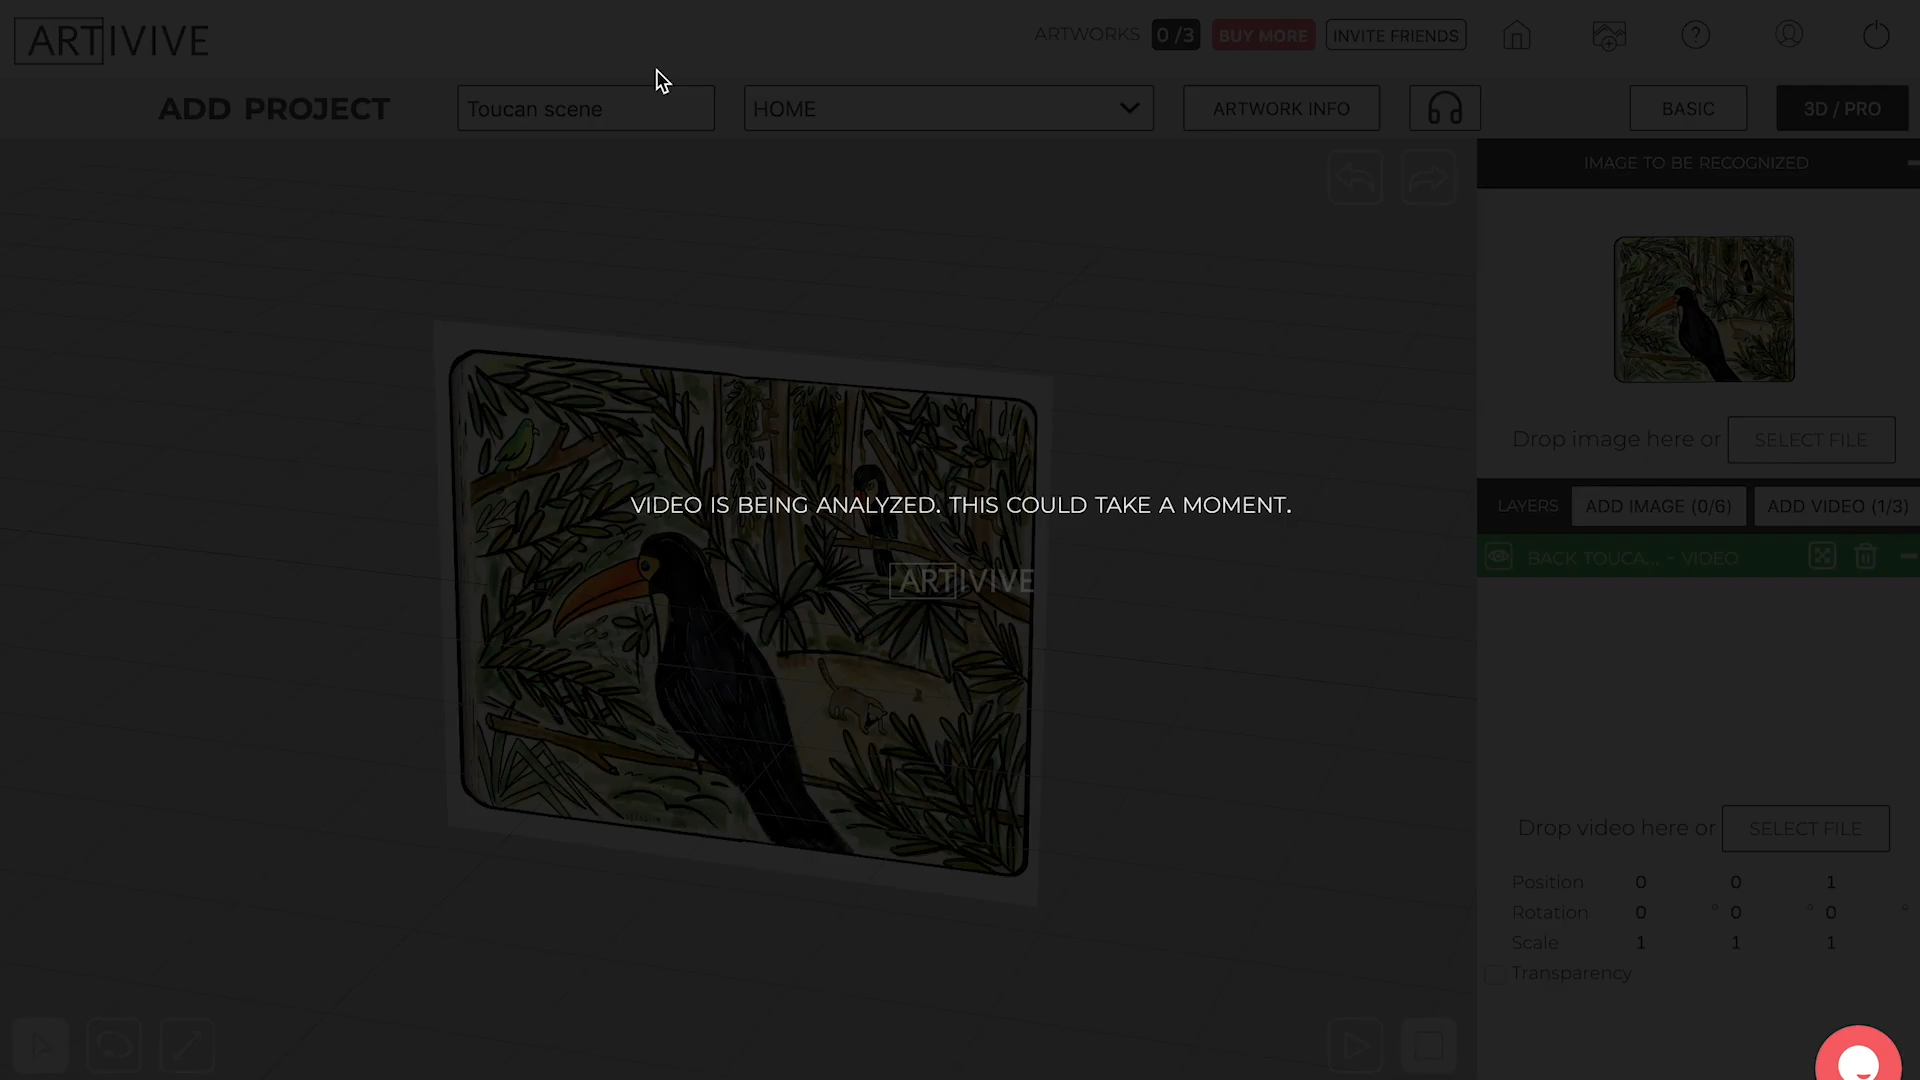 ARTIVIVE
ARTWORKS 0 /3 BUY MORE INVITE FRIENDS
ADD PROJECT Toucan scene HOME ARTWORK INFO BASIC 3D / PRO
IMAGE TO BE RECOGNIZED
Drop image here or SELECT FILE
VIDEO IS BEING ANALYZED. THIS COULD TAKE A MOMENT.
LAYERS ADD IMAGE (0/6) ADD VIDEO (1/3)
BACK TOUCA... - VIDEO
ARTIVIVE
Drop video here or SELECT FILE
Position 0 0 1
Rotation 0 ° 0 ° 0 °
Scale 1 1 1
Transparency